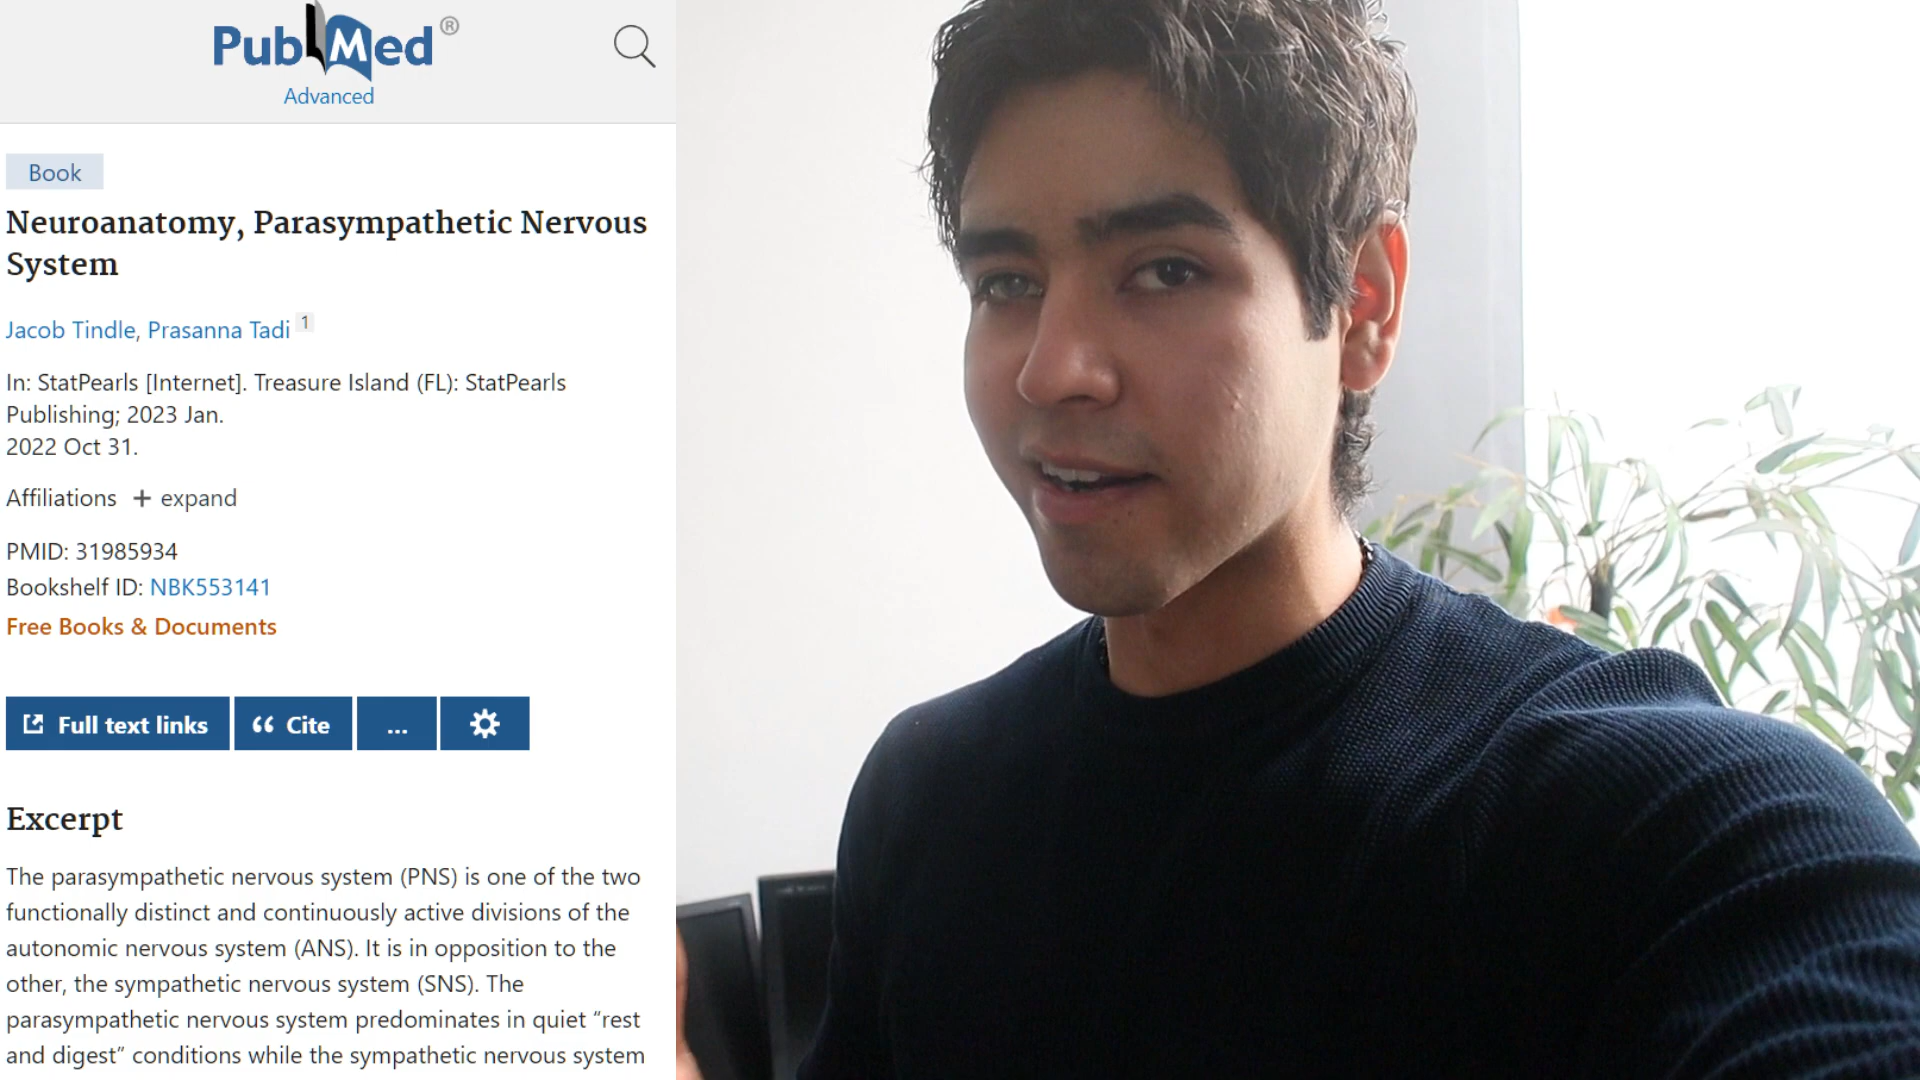 PubMed®
Advanced
Book
Neuroanatomy, Parasympathetic Nervous
System
Jacob Tindle, Prasanna Tadi 1
In: StatPearls [Internet]. Treasure Island (FL): StatPearls
Publishing; 2023 Jan.
2022 Oct 31.
Affiliations + expand
PMID: 31985934
Bookshelf ID: NBK553141
Free Books & Documents
Full text links
Cite
...
Excerpt
The parasympathetic nervous system (PNS) is one of the two
functionally distinct and continuously active divisions of the
autonomic nervous system (ANS). It is in opposition to the
other, the sympathetic nervous system (SNS). The
parasympathetic nervous system predominates in quiet “rest
and digest” conditions while the sympathetic nervous system